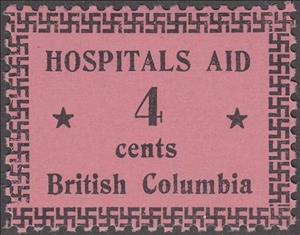 HOSPITALS AID
4
cents
British Columbia